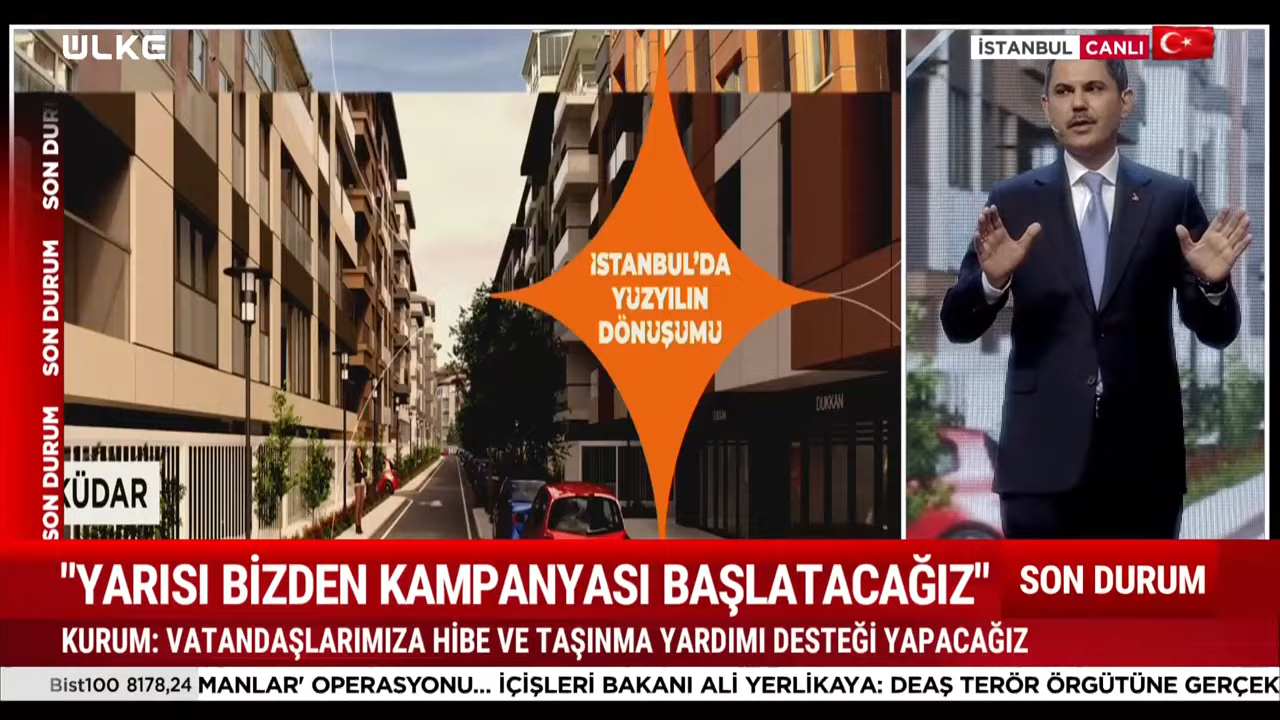 ÜLKE
İSTANBUL CANLI
SON DURUM
SON DURUM
SON DURUM
İSTANBUL'DA
YÜZYILIN
DÖNÜŞÜMÜ
DÜKKAN
KÜDAR
"YARISI BİZDEN KAMPANYASI BAŞLATACAĞIZ"
SON DURUM
KURUM: VATANDAŞLARIMIZA HİBE VE TAŞINMA YARDIMI DESTEĞİ YAPACAĞIZ
Bist100 8178,24 MANLAR' OPERASYONU... İÇİŞLERİ BAKANI ALİ YERLİKAYA: DEAŞ TERÖR ÖRGÜTÜNE GERÇEK